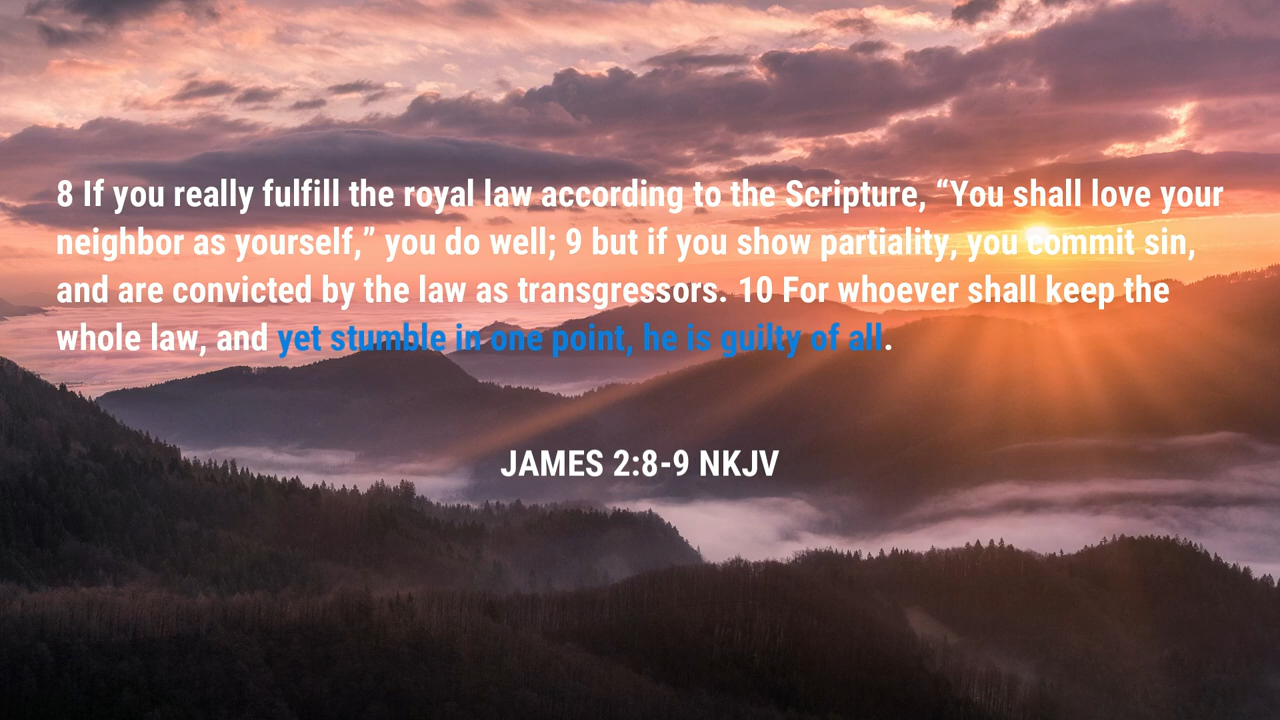 8 If you really fulfill the royal law according to the Scripture, “You shall love your
neighbor as yourself,” you do well; 9 but if you show partiality, you commit sin,
and are convicted by the law as transgressors. 10 For whoever shall keep the
whole law, and yet stumble in one point, he is guilty of all.
JAMES 2:8-9 NKJV